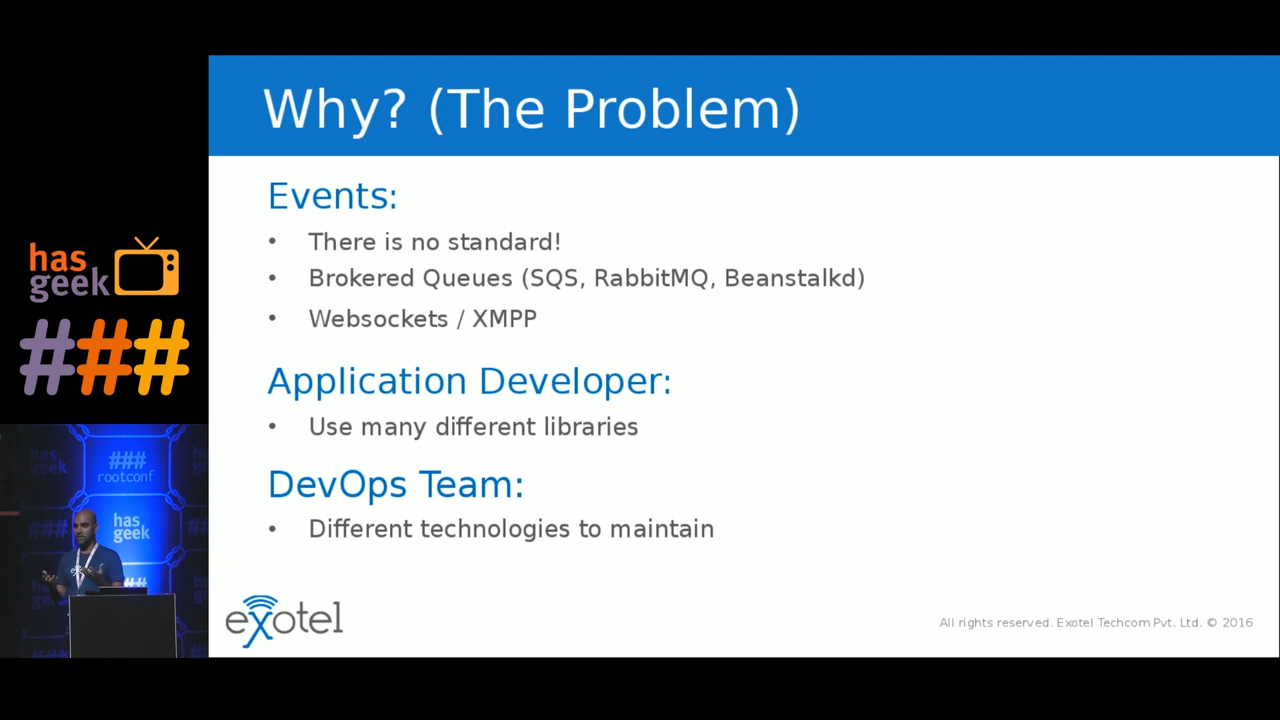 Why? (The Problem)
Events:
• There is no standard!
• Brokered Queues (SQS, RabbitMQ, Beanstalkd)
• Websockets / XMPP
Application Developer:
• Use many different libraries
DevOps Team:
• Different technologies to maintain
exotel
All rights reserved. Exotel Techcom Pvt. Ltd. © 2016
has
geek
###
###
rootconf
has
geek